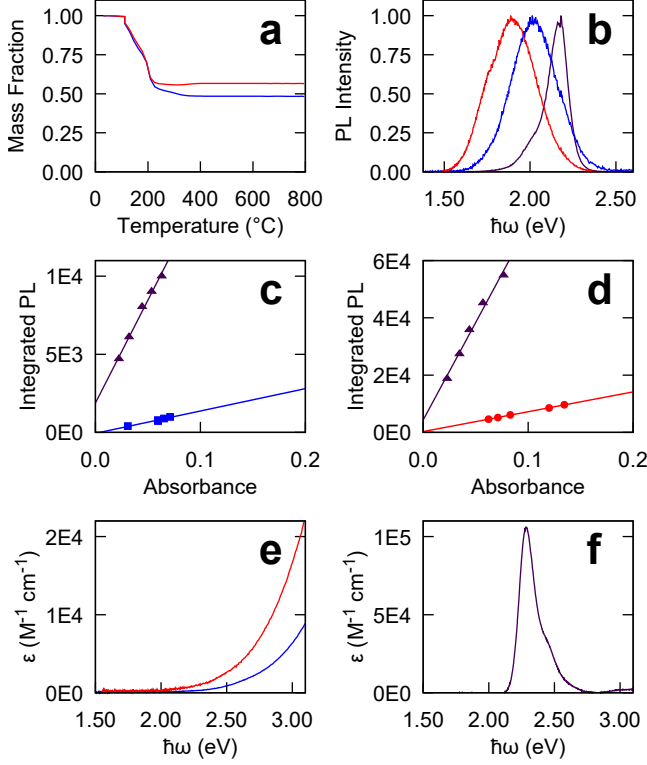 a
Mass Fraction
1.00
0.75
0.50
0.25
0.00
0 200 400 600 800
Temperature (°C)
b
PL Intensity
1.00
0.75
0.50
0.25
0.00
1.50 2.00 2.50
ħω (eV)
c
Integrated PL
1E4
5E3
0E0
0.0 0.1 0.2
Absorbance
d
Integrated PL
6E4
4E4
2E4
0E0
0.0 0.1 0.2
Absorbance
e
ε (M⁻¹ cm⁻¹)
2E4
1E4
0E0
1.50 2.00 2.50 3.00
ħω (eV)
f
ε (M⁻¹ cm⁻¹)
1E5
5E4
0E0
1.50 2.00 2.50 3.00
ħω (eV)